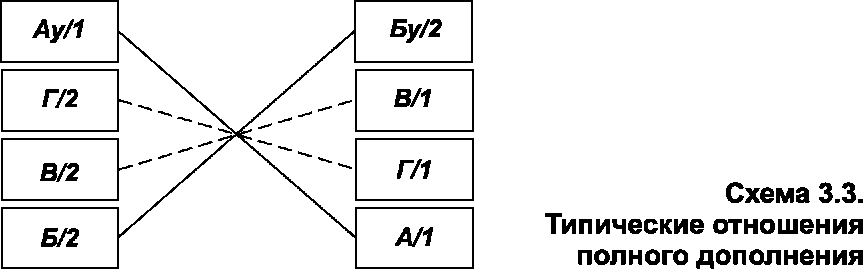 Ау/1 Бу/2
Г/2 В/1
В/2 Г/1
Б/2 А/1
Схема 3.3.
Типические отношения
полного дополнения